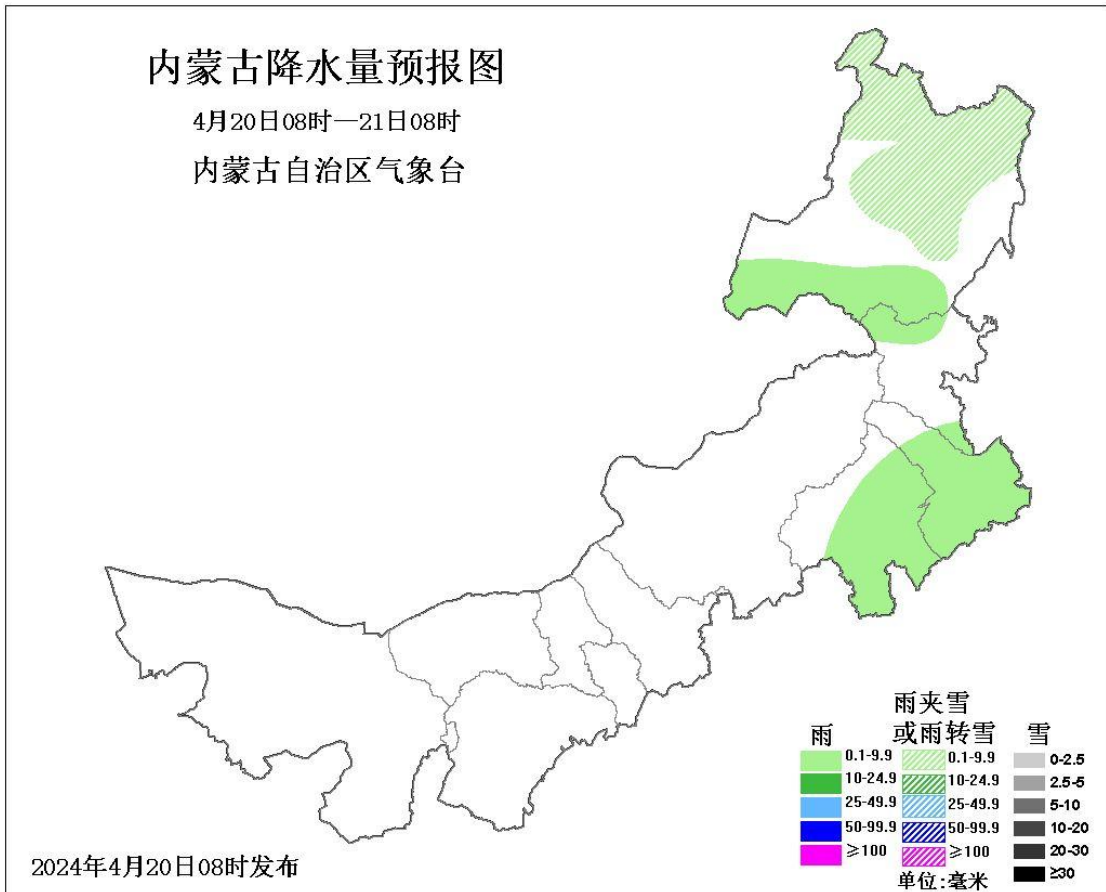 内蒙古降水量预报图
4月20日08时—21日08时
内蒙古自治区气象台
雨
雨夹雪
或雨转雪
雪
0.1-9.9
0.1-9.9
0-2.5
10-24.9
10-24.9
2.5-5
25-49.9
25-49.9
5-10
50-99.9
50-99.9
10-20
≥100
≥100
20-30
≥30
单位:毫米
2024年4月20日08时发布